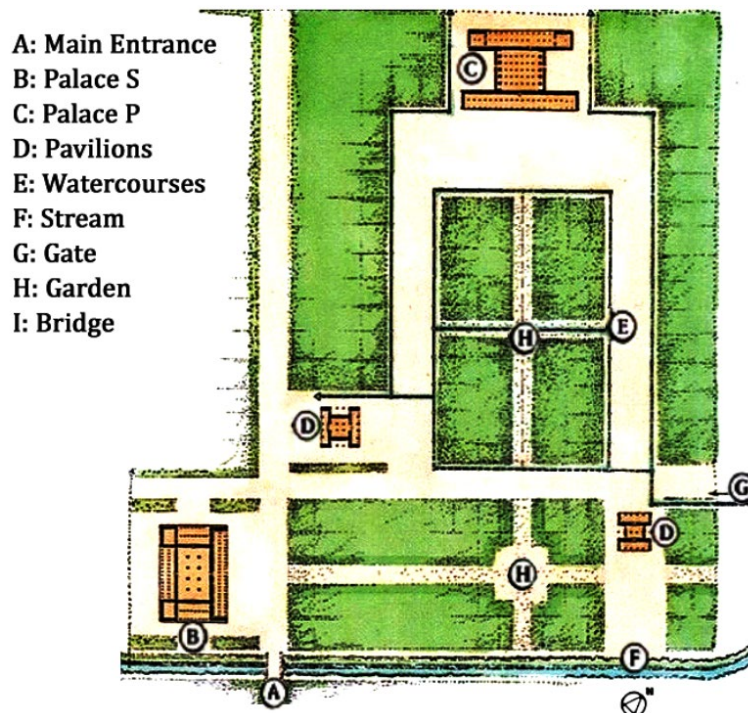 A: Main Entrance
B: Palace S
C: Palace P
D: Pavilions
E: Watercourses
F: Stream
G: Gate
H: Garden
I: Bridge
C
E
H
D
G
D
H
B
F
A
N